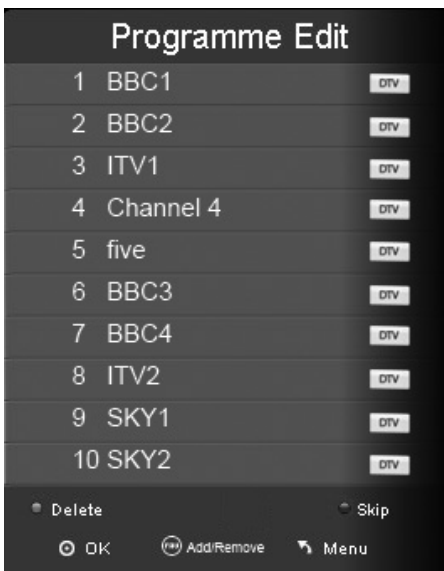 Programme Edit
1 BBC1 DTV
2 BBC2 DTV
3 ITV1 DTV
4 Channel 4 DTV
5 five DTV
6 BBC3 DTV
7 BBC4 DTV
8 ITV2 DTV
9 SKY1 DTV
10 SKY2 DTV
Delete Skip
OK FAV Add/Remove Menu